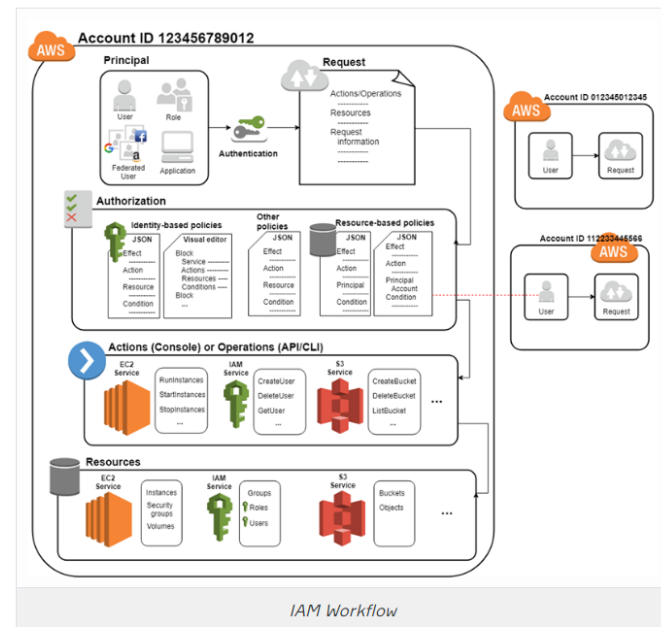 AWS
Account ID 123456789012
Principal
User
Role
Federated
User
Application
Authentication
Request
Actions/Operations
------------
Resources
------------
Request
information
------------
------------
AWS
Account ID 012345012345
User
Request
Account ID 112233445566
AWS
User
Request
Authorization
Identity-based policies
JSON
Effect
------------
Action
------------
Resource
------------
Condition
------------
Visual editor
Block
Service --------
Actions --------
Resources ----
Conditions ----
Block
...
Other
policies
JSON
Effect
------------
Action
------------
Resource
------------
Condition
------------
Resource-based policies
JSON
Effect
------------
Action
------------
Principal
------------
Condition
------------
JSON
Effect
------------
Action
------------
Principal
Account
Condition
------------
Actions (Console) or Operations (API/CLI)
EC2
Service
RunInstances
StartInstances
StopInstances
...
IAM
Service
CreateUser
DeleteUser
GetUser
...
S3
Service
CreateBucket
DeleteBucket
ListBucket
...
...
Resources
EC2
Service
Instances
Security
groups
Volumes
IAM
Service
Groups
Roles
Users
S3
Service
Buckets
Objects
...
IAM Workflow